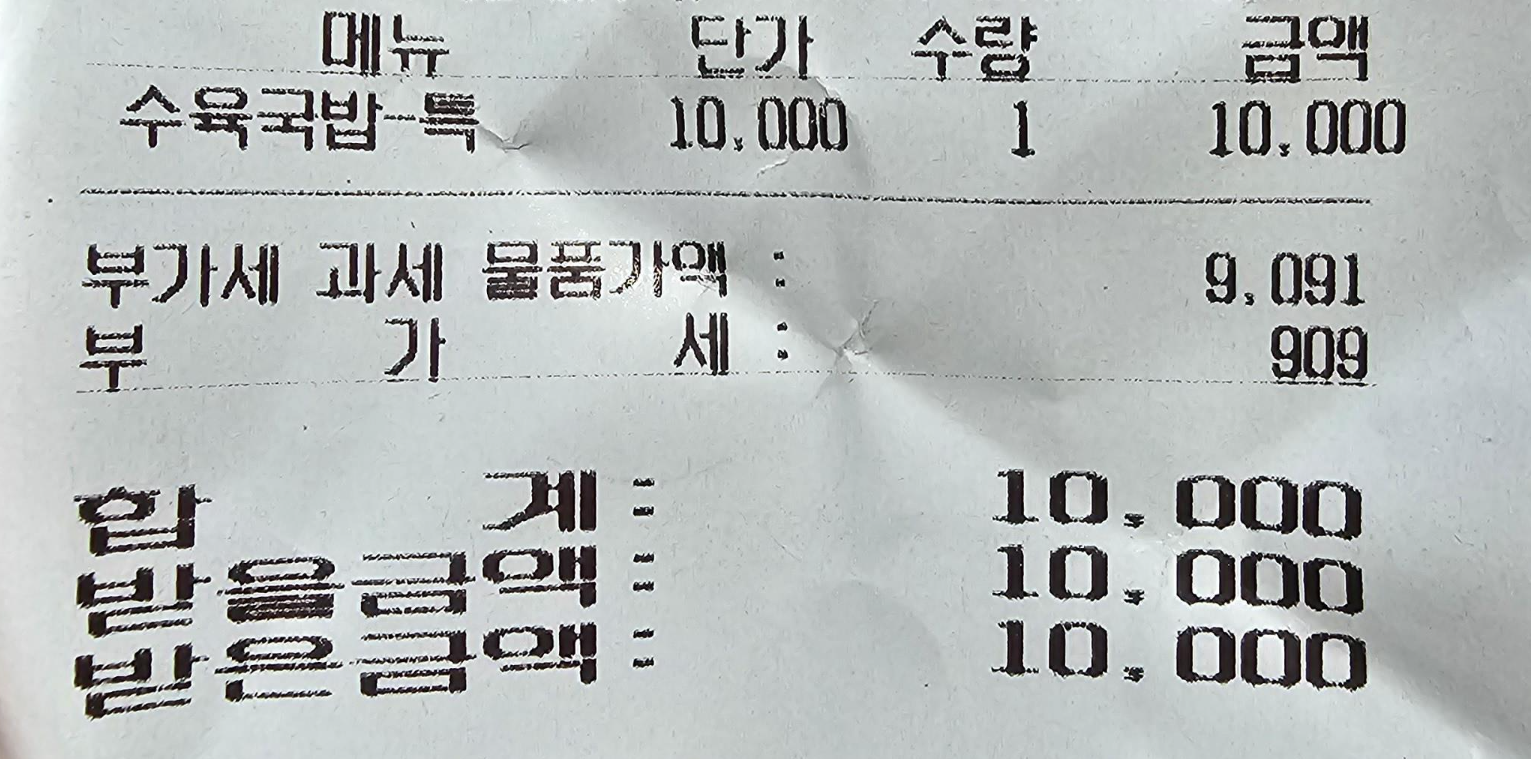 메뉴 단가 수량 금액
수육국밥-특 10,000 1 10,000
부가세 과세 물품가액 : 9,091
부 가 세 : 909
합 계 : 10,000
받을금액 : 10,000
받은금액 : 10,000